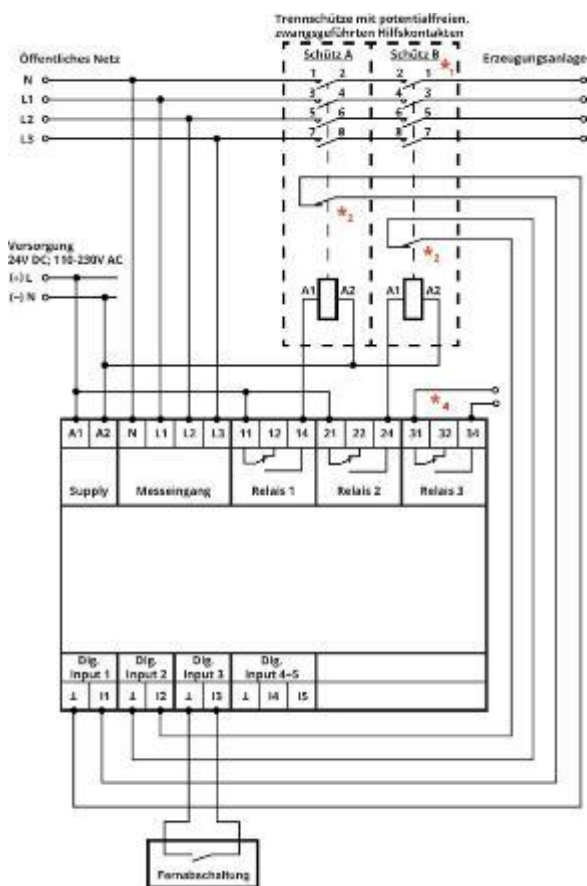 Trennschütze mit potentialfreien,
zwangsgeführten Hilfskontakten
Öffentliches Netz
Schütz A
Schütz B
Erzeugungsanlage
N
L1
L2
L3
1 2
3 4
5 6
7 8
2 1
4 3
6 5
8 7
*1
*2
*2
Versorgung
24V DC; 110-230V AC
(+) L
(-) N
A1 A2
A1 A2
*4
A1 A2 N L1 L2 L3 11 12 14 21 22 24 31 32 34
Supply
Messeingang
Relais 1
Relais 2
Relais 3
Dig. Input 1
Dig. Input 2
Dig. Input 3
Dig. Input 4-5
⊥ I1 ⊥ I2 ⊥ I3 ⊥ I4 I5
Fernabschaltung